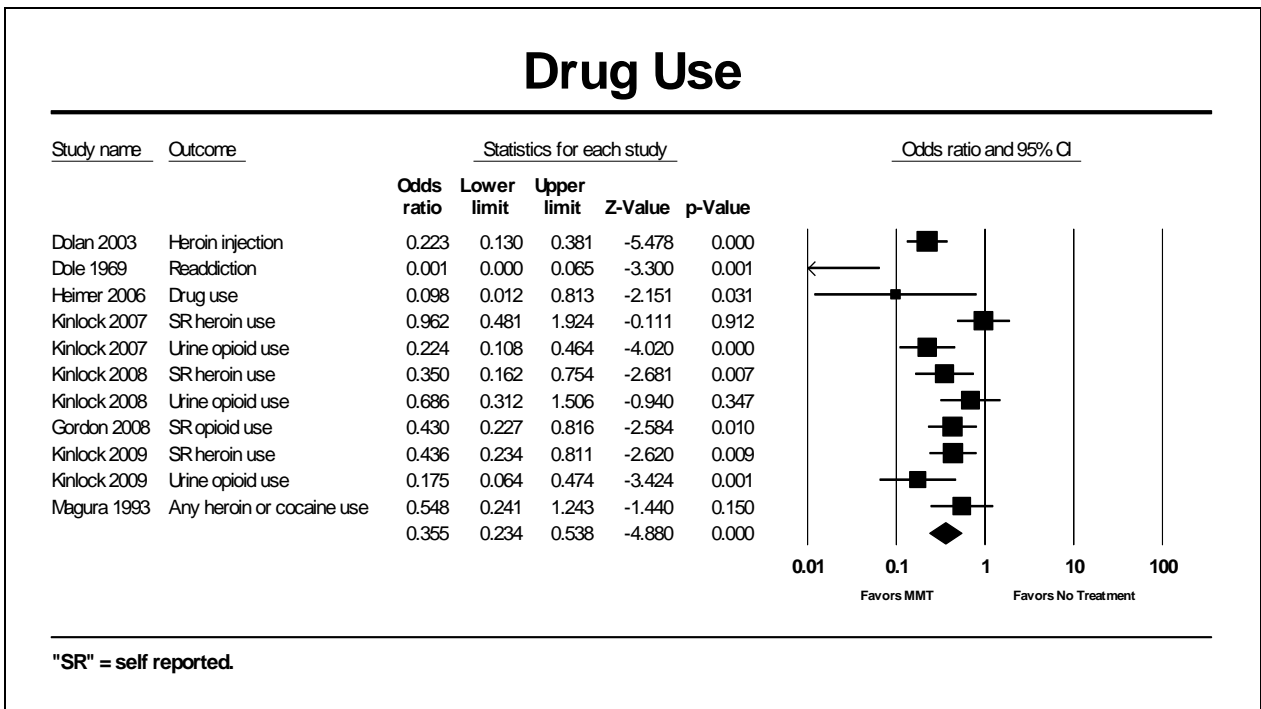 Drug Use
Study name Outcome Statistics for each study Odds ratio and 95% CI
Odds Lower Upper
ratio limit limit Z-Value p-Value
Dolan 2003 Heroin injection 0.223 0.130 0.381 -5.478 0.000
Dole 1969 Readdiction 0.001 0.000 0.065 -3.300 0.001
Heimer 2006 Drug use 0.098 0.012 0.813 -2.151 0.031
Kinlock 2007 SR heroin use 0.962 0.481 1.924 -0.111 0.912
Kinlock 2007 Urine opioid use 0.224 0.108 0.464 -4.020 0.000
Kinlock 2008 SR heroin use 0.350 0.162 0.754 -2.681 0.007
Kinlock 2008 Urine opioid use 0.686 0.312 1.506 -0.940 0.347
Gordon 2008 SR opioid use 0.430 0.227 0.816 -2.584 0.010
Kinlock 2009 SR heroin use 0.436 0.234 0.811 -2.620 0.009
Kinlock 2009 Urine opioid use 0.175 0.064 0.474 -3.424 0.001
Magura 1993 Any heroin or cocaine use 0.548 0.241 1.243 -1.440 0.150
0.355 0.234 0.538 -4.880 0.000
0.01 0.1 1 10 100
Favors MMT Favors No Treatment
"SR" = self reported.